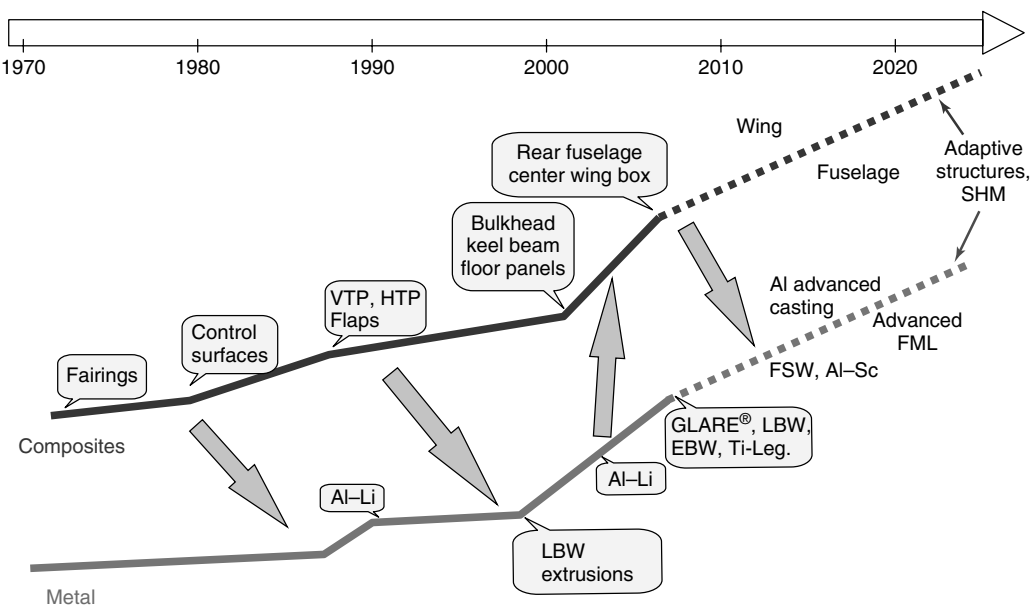 1970 1980 1990 2000 2010 2020
Wing
Rear fuselage
center wing box
Adaptive
structures,
SHM
Fuselage
Bulkhead
keel beam
floor panels
VTP, HTP
Flaps
Control
surfaces
Fairings
Composites
Al advanced
casting
Advanced
FML
FSW, Al–Sc
GLARE®, LBW,
EBW, Ti-Leg.
Al–Li
Al–Li
LBW
extrusions
Metal